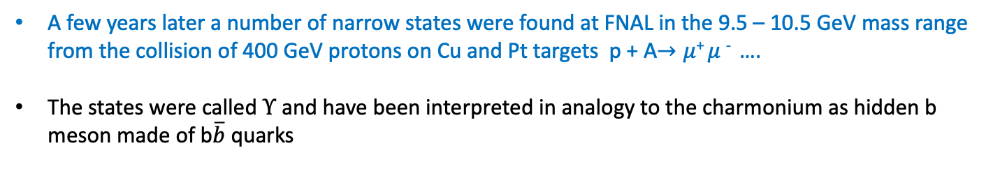 • A few years later a number of narrow states were found at FNAL in the 9.5 – 10.5 GeV mass range
from the collision of 400 GeV protons on Cu and Pt targets p + A→ μ⁺μ⁻ ....
• The states were called ϒ and have been interpreted in analogy to the charmonium as hidden b
meson made of bb̅ quarks